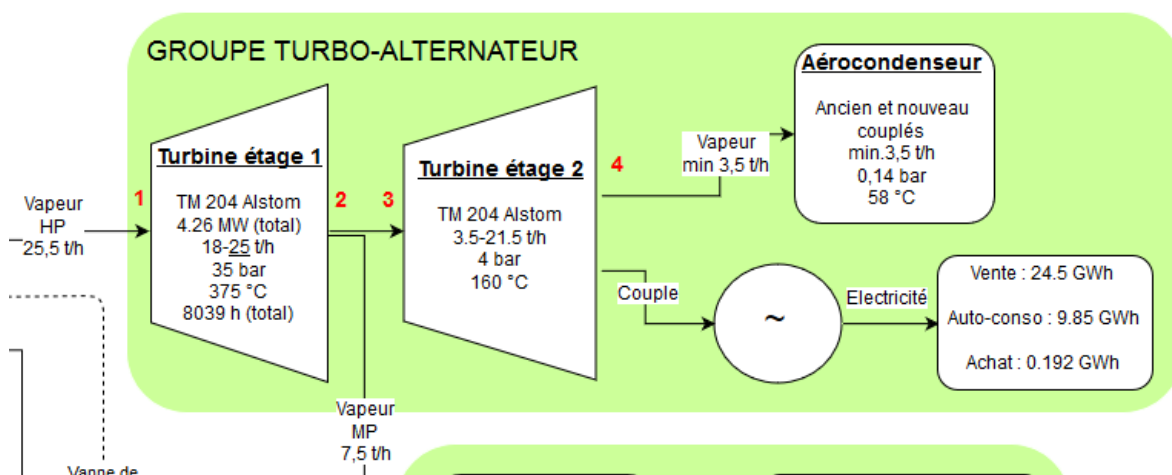 GROUPE TURBO-ALTERNATEUR
Vapeur
HP
25,5 t/h
1
Turbine étage 1
TM 204 Alstom
4.26 MW (total)
18-25 t/h
35 bar
375 °C
8039 h (total)
2
3
Turbine étage 2
TM 204 Alstom
3.5-21.5 t/h
4 bar
160 °C
4
Vapeur
min 3,5 t/h
Aérocondenseur
Ancien et nouveau
couplés
min.3,5 t/h
0,14 bar
58 °C
Couple
~
Electricité
Vente : 24.5 GWh
Auto-conso : 9.85 GWh
Achat : 0.192 GWh
Vapeur
MP
7,5 t/h
Vanne de